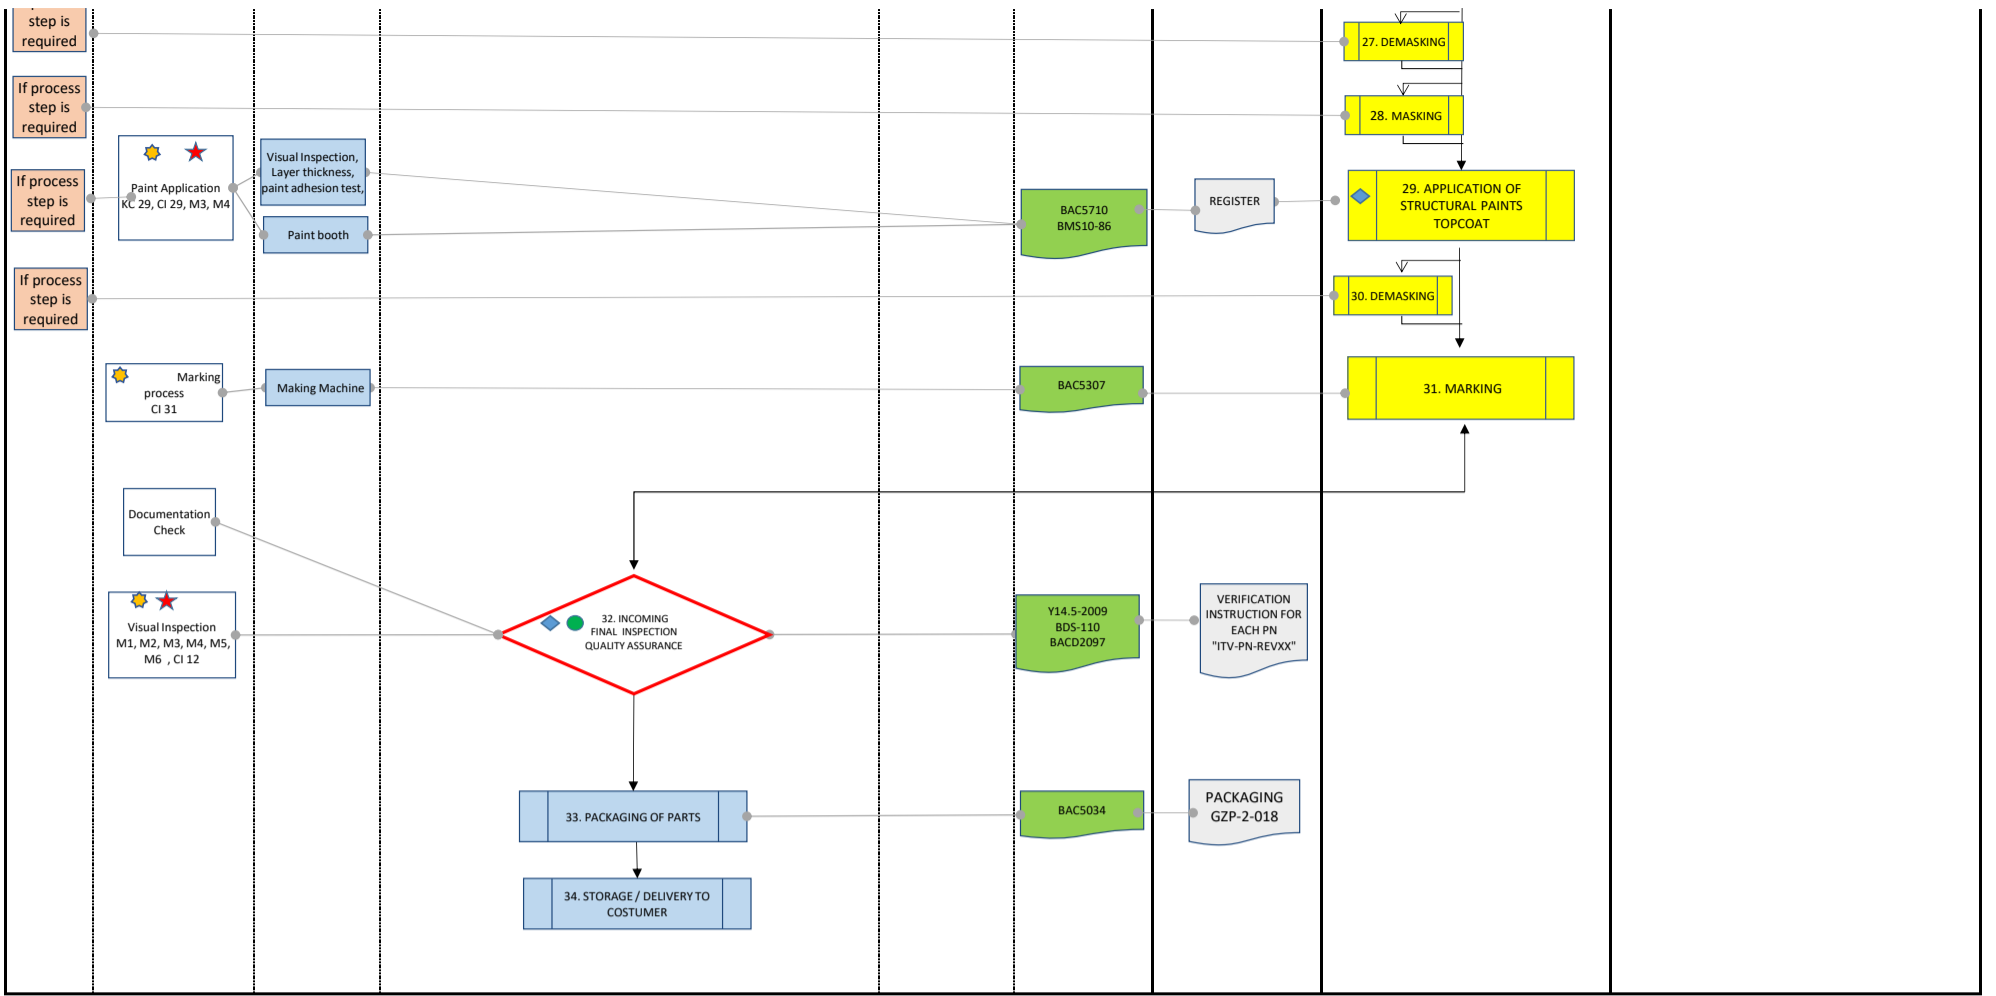 step is
required
27. DEMASKING
If process
step is
required
28. MASKING
If process
step is
required
Paint Application
KC 29, CI 29, M3, M4
Visual Inspection,
Layer thickness,
paint adhesion test,
Paint booth
BAC5710
BMS10-86
REGISTER
29. APPLICATION OF
STRUCTURAL PAINTS
TOPCOAT
If process
step is
required
30. DEMASKING
Marking
process
CI 31
Making Machine
BAC5307
31. MARKING
Documentation
Check
Visual Inspection
M1, M2, M3, M4, M5,
M6 , CI 12
32. INCOMING
FINAL INSPECTION
QUALITY ASSURANCE
Y14.5-2009
BDS-110
BACD2097
VERIFICATION
INSTRUCTION FOR
EACH PN
"ITV-PN-REVXX"
33. PACKAGING OF PARTS
BAC5034
PACKAGING
GZP-2-018
34. STORAGE / DELIVERY TO
COSTUMER